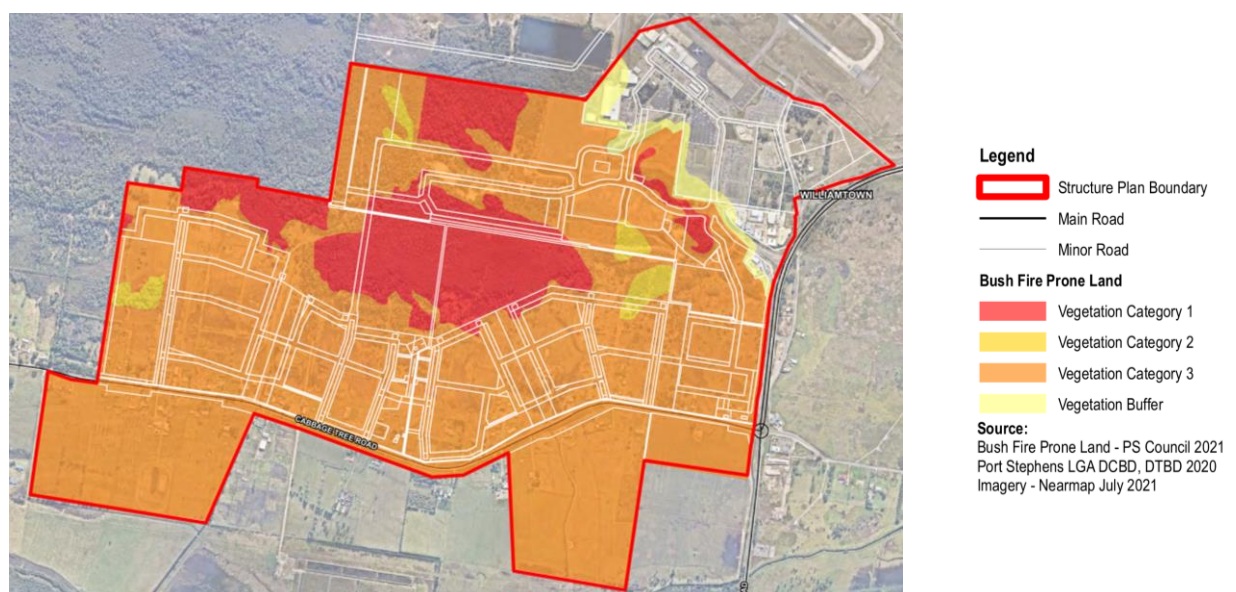 WILLIAMTOWN
CABBAGE TREE ROAD
Legend
Structure Plan Boundary
Main Road
Minor Road
Bush Fire Prone Land
Vegetation Category 1
Vegetation Category 2
Vegetation Category 3
Vegetation Buffer
Source:
Bush Fire Prone Land - PS Council 2021
Port Stephens LGA DCBD, DTBD 2020
Imagery - Nearmap July 2021